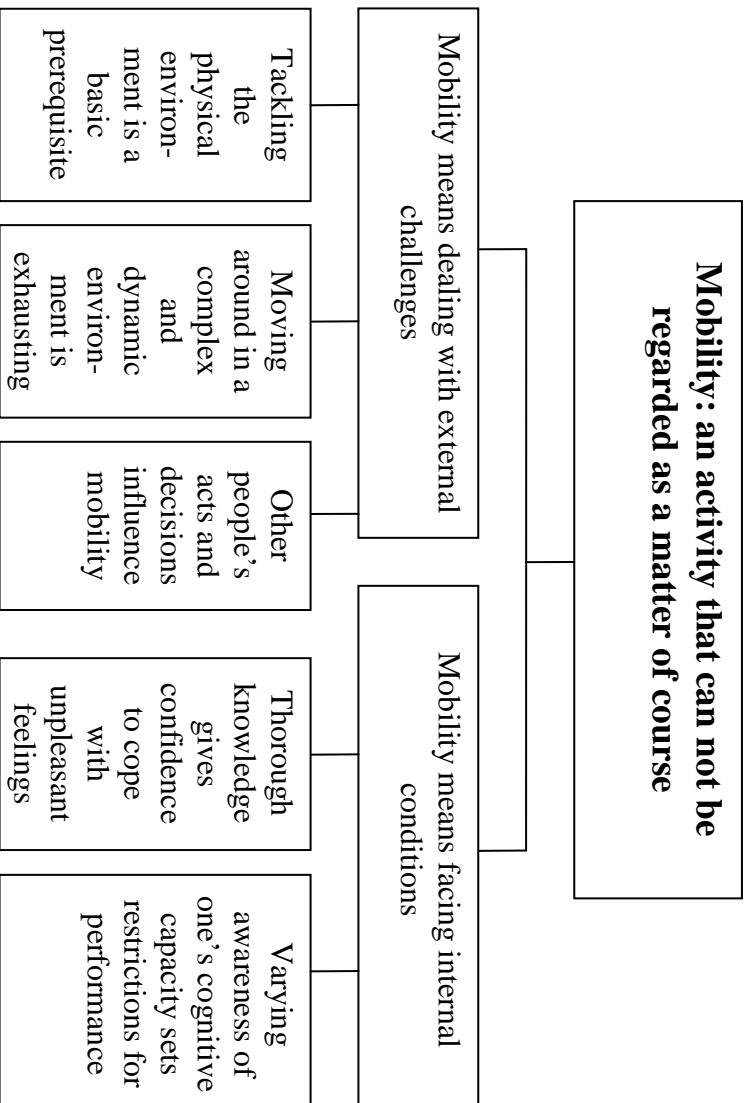 Mobility: an activity that can not be
regarded as a matter of course
Mobility means dealing with external
challenges
Mobility means facing internal
conditions
Tackling
the
physical
environ-
ment is a
basic
prerequisite
Moving
around in a
complex
and
dynamic
environ-
ment is
exhausting
Other
people’s
acts and
decisions
influence
mobility
Thorough
knowledge
gives
confidence
to cope
with
unpleasant
feelings
Varying
awareness of
one’s cognitive
capacity sets
restrictions for
performance